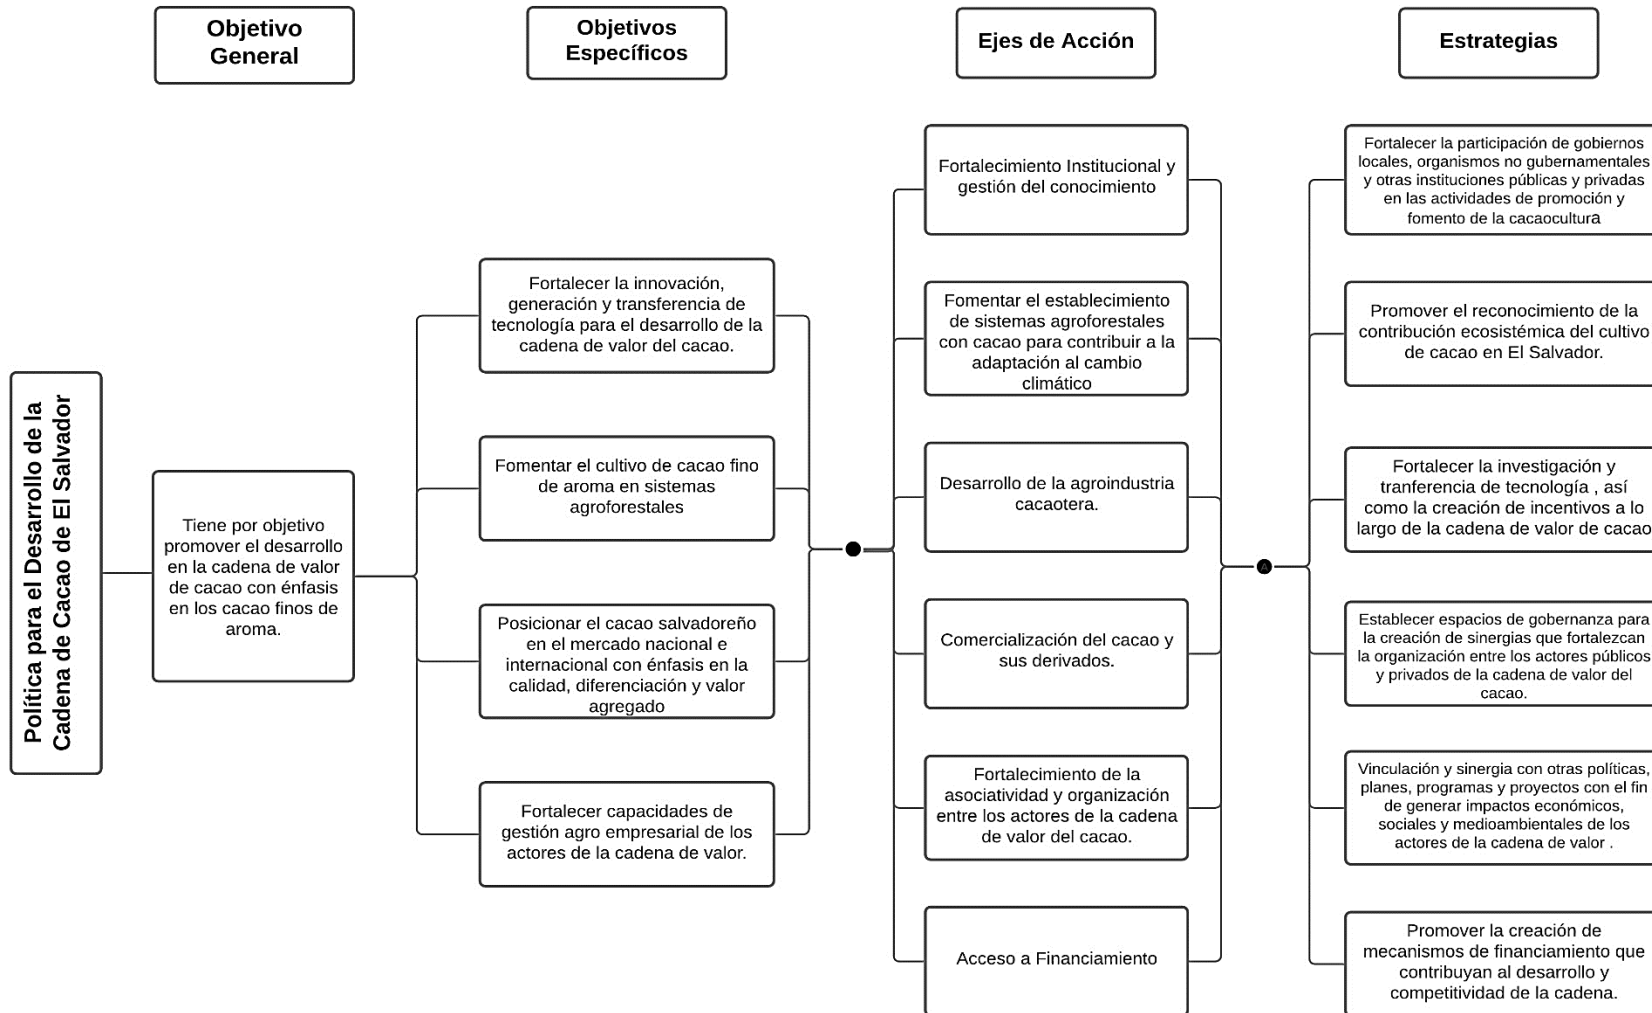 Objetivo
General
Objetivos
Específicos
Ejes de Acción
Estrategias
Política para el Desarrollo de la
Cadena de Cacao de El Salvador
Tiene por objetivo
promover el desarrollo
en la cadena de valor
de cacao con énfasis
en los cacao finos de
aroma.
Fortalecer la innovación,
generación y transferencia de
tecnología para el desarrollo de la
cadena de valor del cacao.
Fomentar el cultivo de cacao fino
de aroma en sistemas
agroforestales
Posicionar el cacao salvadoreño
en el mercado nacional e
internacional con énfasis en la
calidad, diferenciación y valor
agregado
Fortalecer capacidades de
gestión agro empresarial de los
actores de la cadena de valor.
Fortalecimiento Institucional y
gestión del conocimiento
Fomentar el establecimiento
de sistemas agroforestales
con cacao para contribuir a la
adaptación al cambio
climático
Desarrollo de la agroindustria
cacaotera.
Comercialización del cacao y
sus derivados.
Fortalecimiento de la
asociatividad y organización
entre los actores de la cadena
de valor del cacao.
Acceso a Financiamiento
A
Fortalecer la participación de gobiernos
locales, organismos no gubernamentales
y otras instituciones públicas y privadas
en las actividades de promoción y
fomento de la cacaocultura
Promover el reconocimiento de la
contribución ecosistémica del cultivo
de cacao en El Salvador.
Fortalecer la investigación y
tranferencia de tecnología , así
como la creación de incentivos a lo
largo de la cadena de valor de cacao
Establecer espacios de gobernanza para
la creación de sinergias que fortalezcan
la organización entre los actores públicos
y privados de la cadena de valor del
cacao.
Vinculación y sinergia con otras políticas,
planes, programas y proyectos con el fin
de generar impactos económicos,
sociales y medioambientales de los
actores de la cadena de valor .
Promover la creación de
mecanismos de financiamiento que
contribuyan al desarrollo y
competitividad de la cadena.